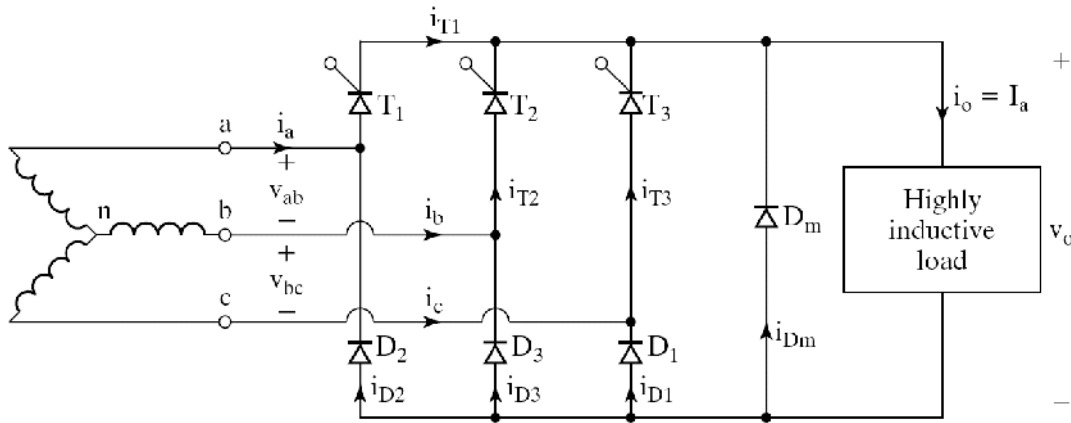 i_T1
+
T_1
T_2
T_3
i_o = I_a
a
i_a
+
v_ab
n
b
−
i_b
i_T2
i_T3
D_m
Highly
inductive
load
v_o
+
v_bc
c
−
i_c
i_Dm
D_2
D_3
D_1
i_D2
i_D3
i_D1
−